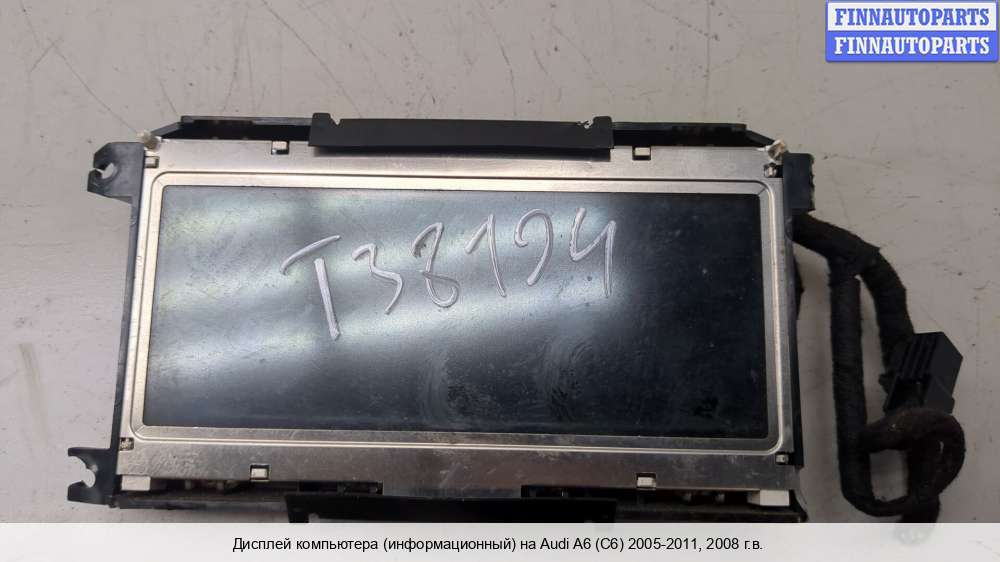 FINNAUTOPARTS
FINNAUTOPARTS
T38194
Дисплей компьютера (информационный) на Audi A6 (C6) 2005-2011, 2008 г.в.